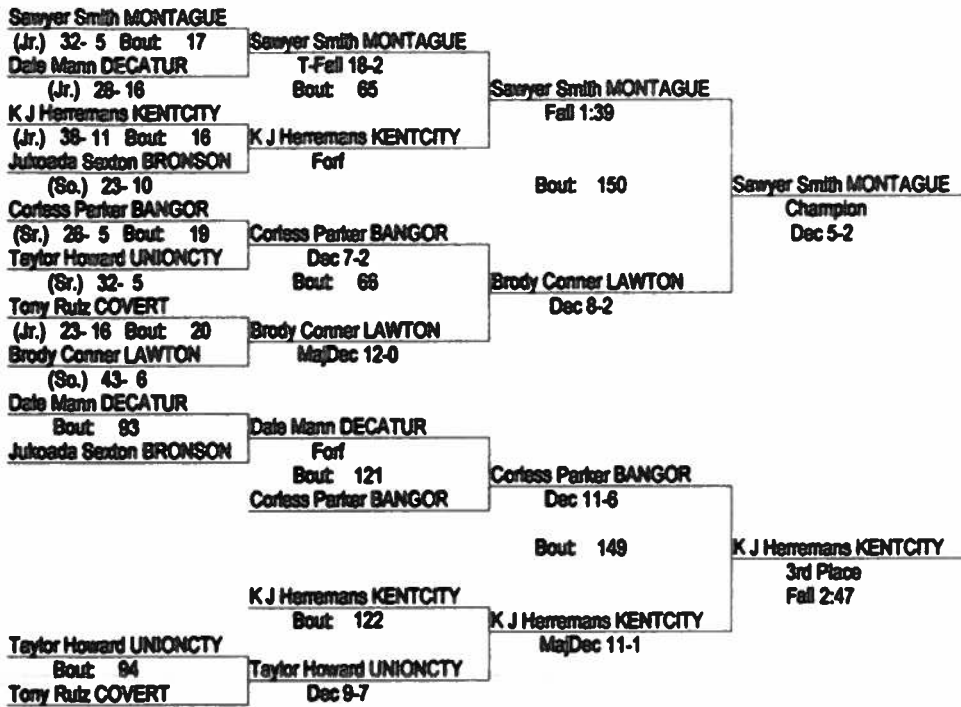 Sawyer Smith MONTAGUE
(Jr.) 32- 5 Bout: 17
Dale Mann DECATUR
(Jr.) 28- 16
K J Herremans KENTCITY
(Jr.) 38- 11 Bout: 16
Jukoada Sexton BRONSON
(So.) 23- 10
Corless Parker BANGOR
(Sr.) 26- 5 Bout: 19
Taylor Howard UNIONCTY
(Sr.) 32- 5
Tony Ruiz COVERT
(Jr.) 23- 16 Bout: 20
Brody Conner LAWTON
(So.) 43- 6
Sawyer Smith MONTAGUE
T-Fall 18-2
Bout: 65
K J Herremans KENTCITY
Forf
Corless Parker BANGOR
Dec 7-2
Bout: 66
Brody Conner LAWTON
MajDec 12-0
Sawyer Smith MONTAGUE
Fall 1:39
Bout: 150
Brody Conner LAWTON
Dec 8-2
Sawyer Smith MONTAGUE
Champion
Dec 5-2
Dale Mann DECATUR
Bout: 93
Jukoada Sexton BRONSON
Taylor Howard UNIONCTY
Bout: 94
Tony Ruiz COVERT
Dale Mann DECATUR
Forf
Bout: 121
Corless Parker BANGOR
K J Herremans KENTCITY
Bout: 122
Taylor Howard UNIONCTY
Dec 9-7
Corless Parker BANGOR
Dec 11-6
Bout: 149
K J Herremans KENTCITY
MajDec 11-1
K J Herremans KENTCITY
3rd Place
Fall 2:47